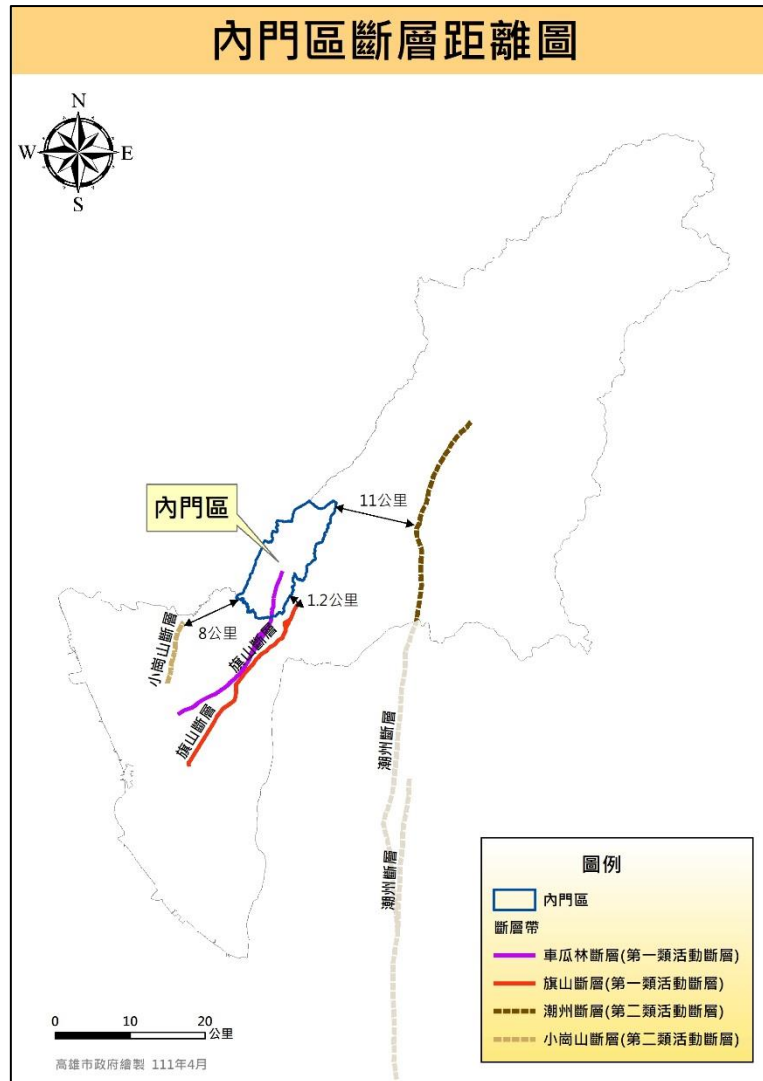 內門區斷層距離圖
N
W
E
S
11公里
內門區
1.2公里
8公里
小崗山斷層
旗山斷層
旗山斷層
潮州斷層
潮州斷層
圖例
內門區
斷層帶
車瓜林斷層(第一類活動斷層)
旗山斷層(第一類活動斷層)
潮州斷層(第二類活動斷層)
小崗山斷層(第二類活動斷層)
0 10 20
公里
高雄市政府繪製 111年4月